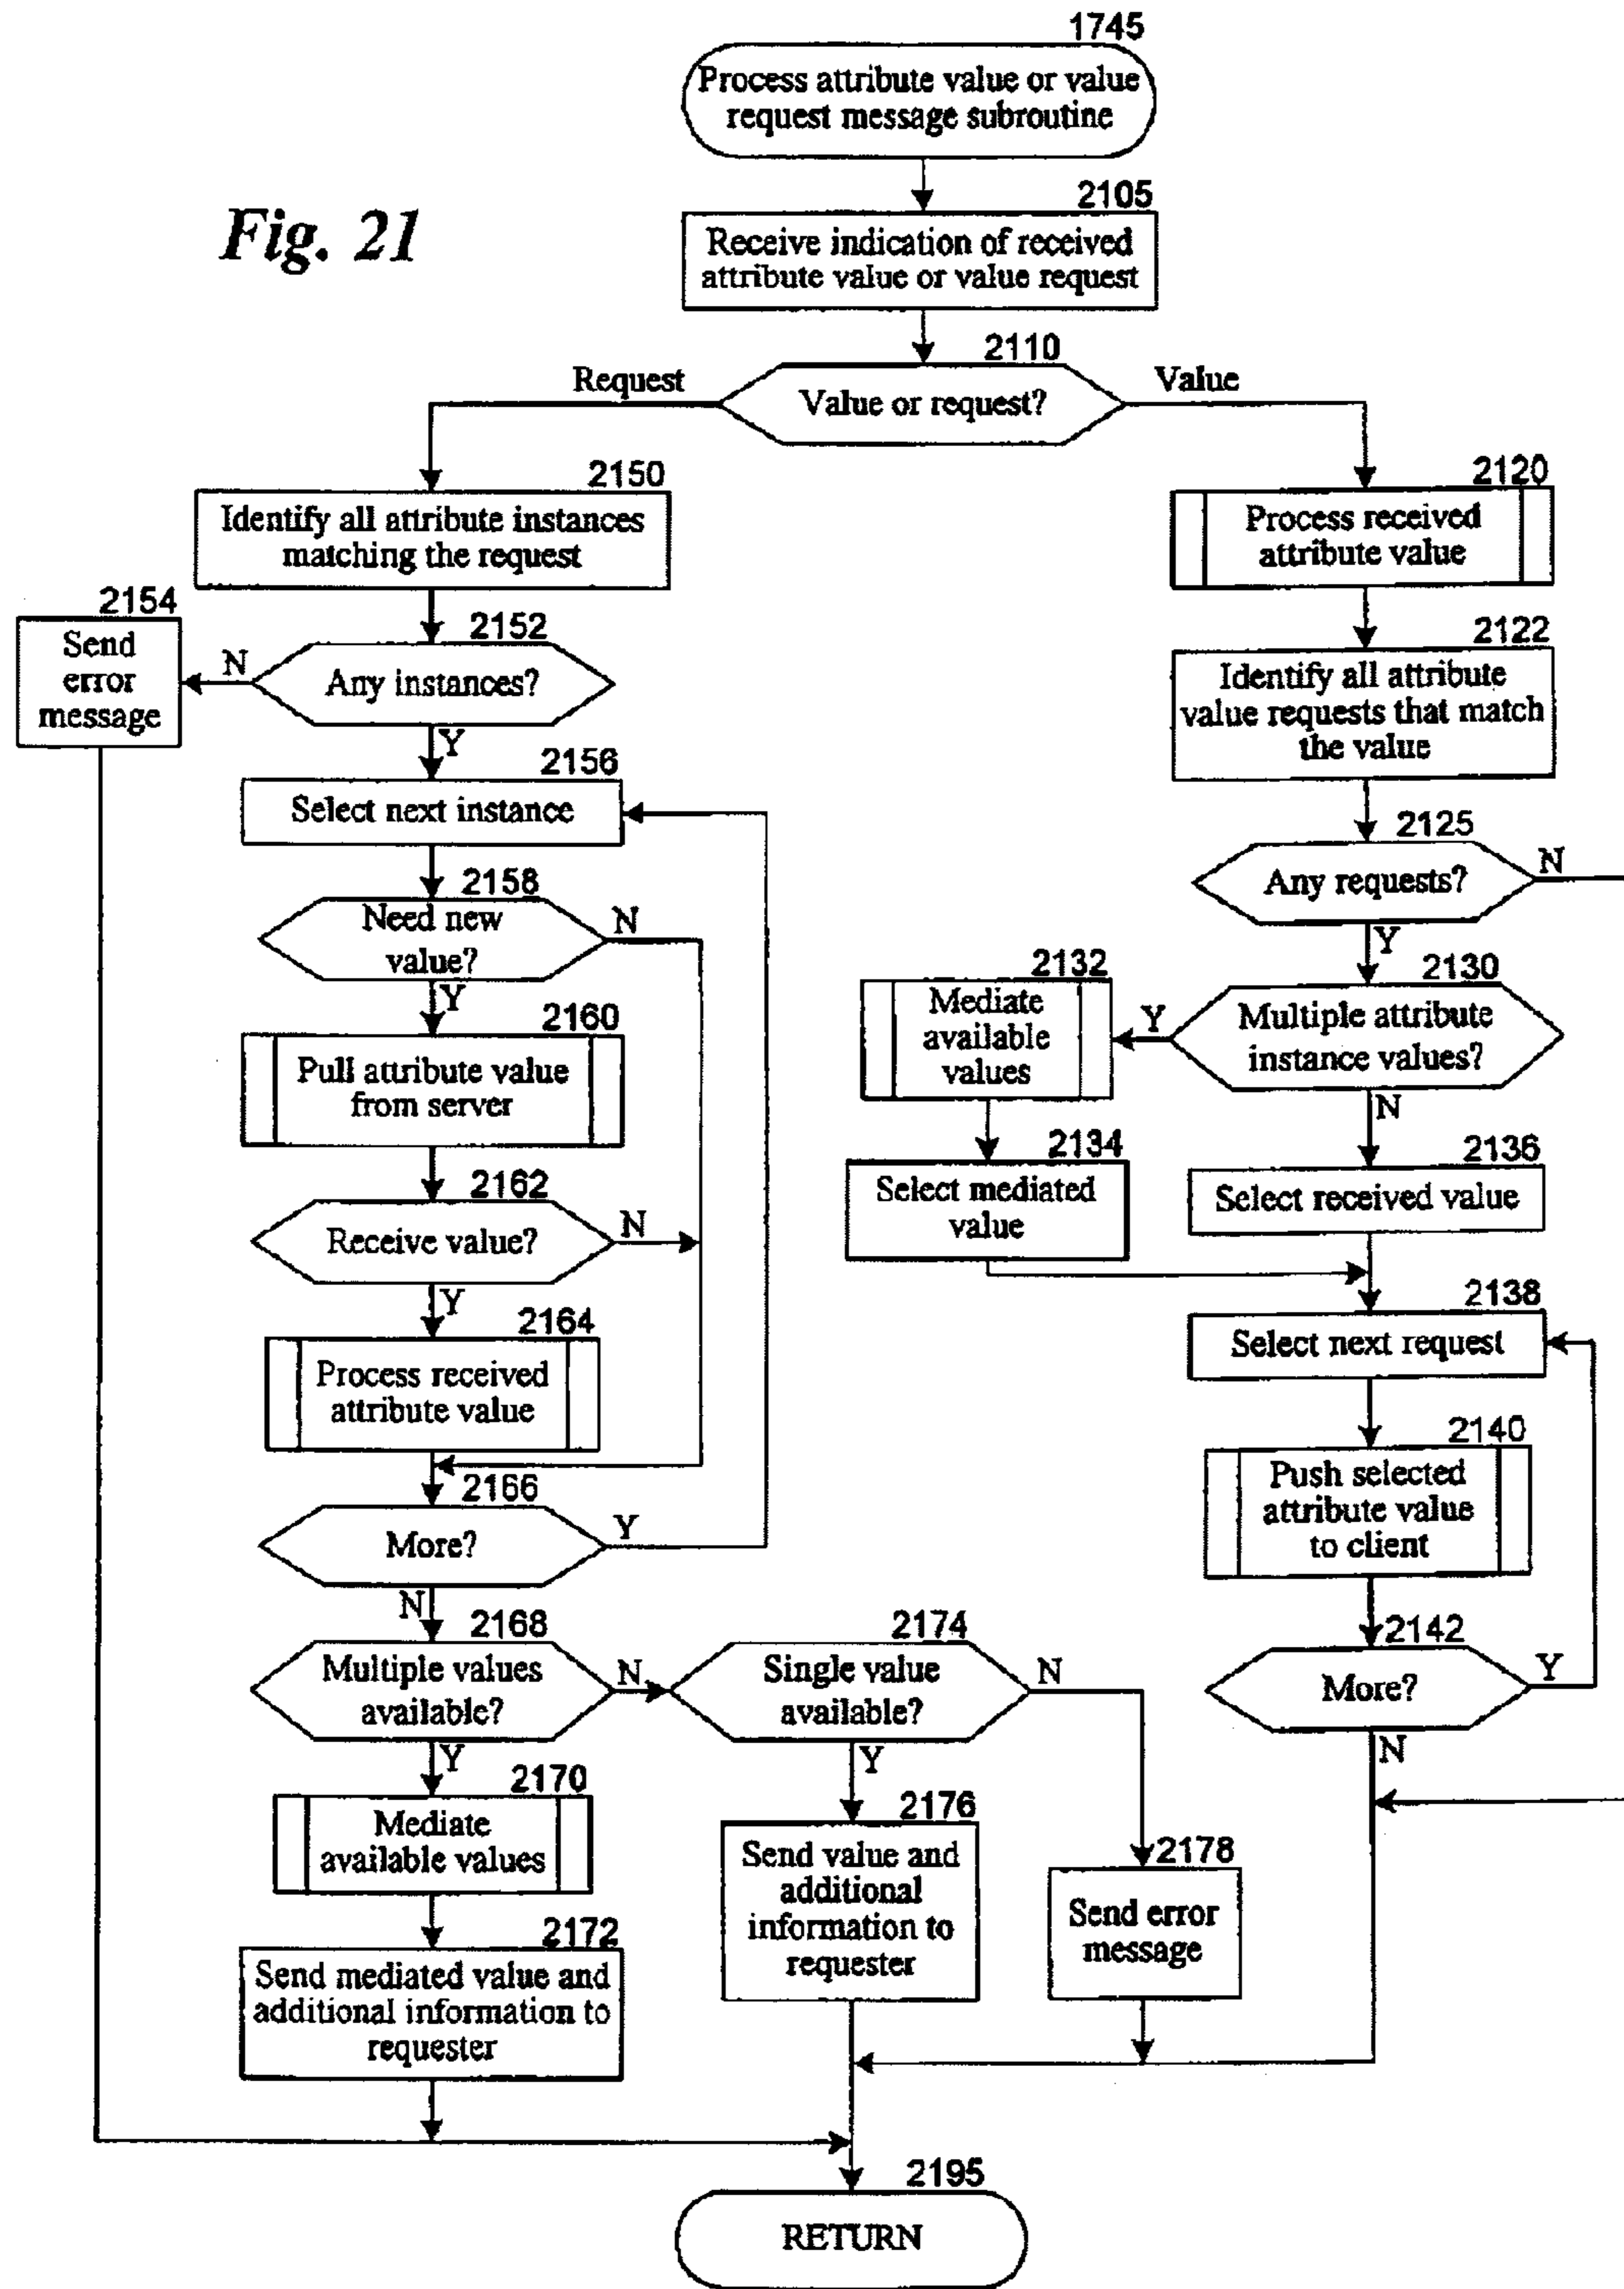 Fig. 21
1745
Process attribute value or value
request message subroutine
2105
Receive indication of received
attribute value or value request
2110
Value or request?
Request
Value
2150
Identify all attribute instances
matching the request
2152
Any instances?
N
Y
2154
Send
error
message
2156
Select next instance
2158
Need new
value?
N
Y
2160
Pull attribute value
from server
2162
Receive value?
N
Y
2164
Process received
attribute value
2166
More?
Y
N
2168
Multiple values
available?
N
Y
2170
Mediate
available values
2172
Send mediated value and
additional information to
requester
2174
Single value
available?
N
Y
2176
Send value and
additional
information to
requester
2178
Send error
message
2120
Process received
attribute value
2122
Identify all attribute
value requests that match
the value
2125
Any requests?
N
Y
2130
Multiple attribute
instance values?
Y
N
2132
Mediate
available
values
2134
Select mediated
value
2136
Select received value
2138
Select next request
2140
Push selected
attribute value
to client
2142
More?
Y
N
2195
RETURN